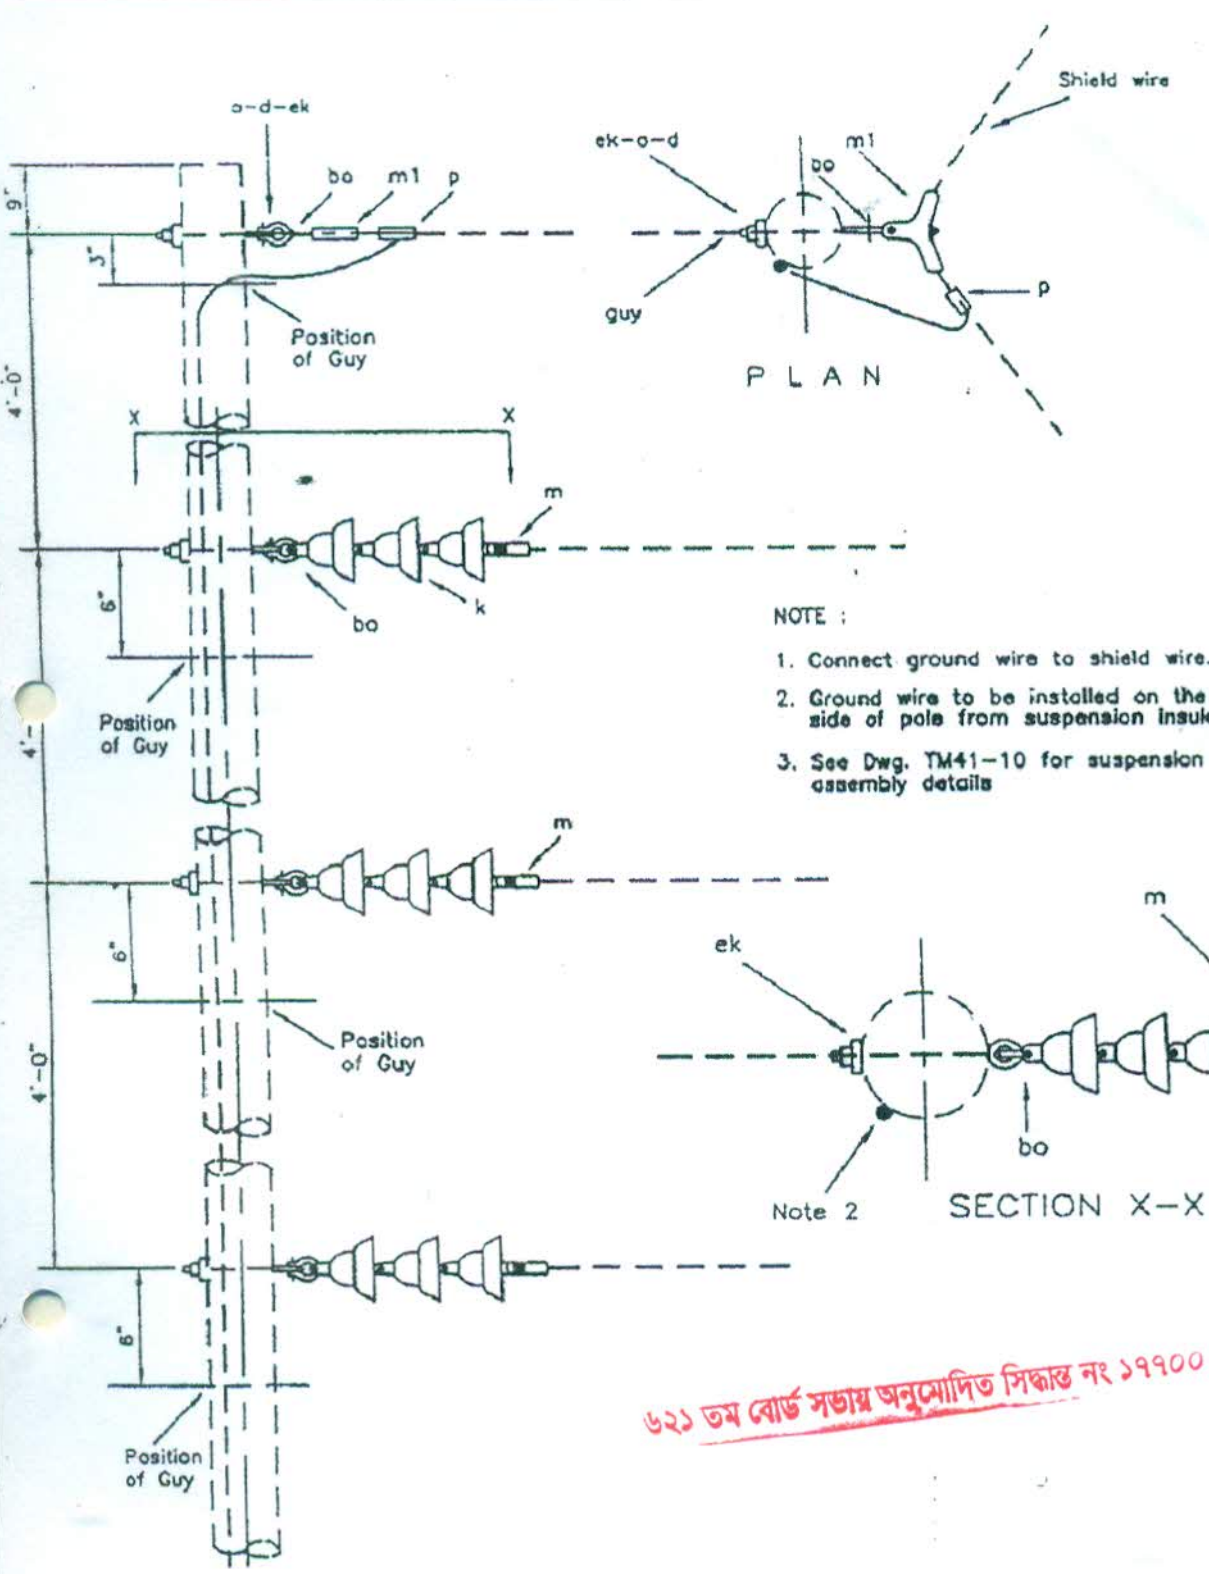 a-d-ek
bo
m1
p
9"
3"
Position
of Guy
4'-0"
X
X
m
bo
k
6"
Position
of Guy
4'-
m
6"
Position
of Guy
4'-0"
6"
Position
of Guy
Shield wire
ek-a-d
bo
m1
guy
p
PLAN
NOTE :
1. Connect ground wire to shield wire.
2. Ground wire to be installed on the
side of pole from suspension
3. See Dwg. TM41-10 for suspension
assembly details
m
ek
bo
Note 2
SECTION X-X
৬২১ তম বোর্ড সভায় অনুমোদিত সিদ্ধান্ত নং ১৭৭০০